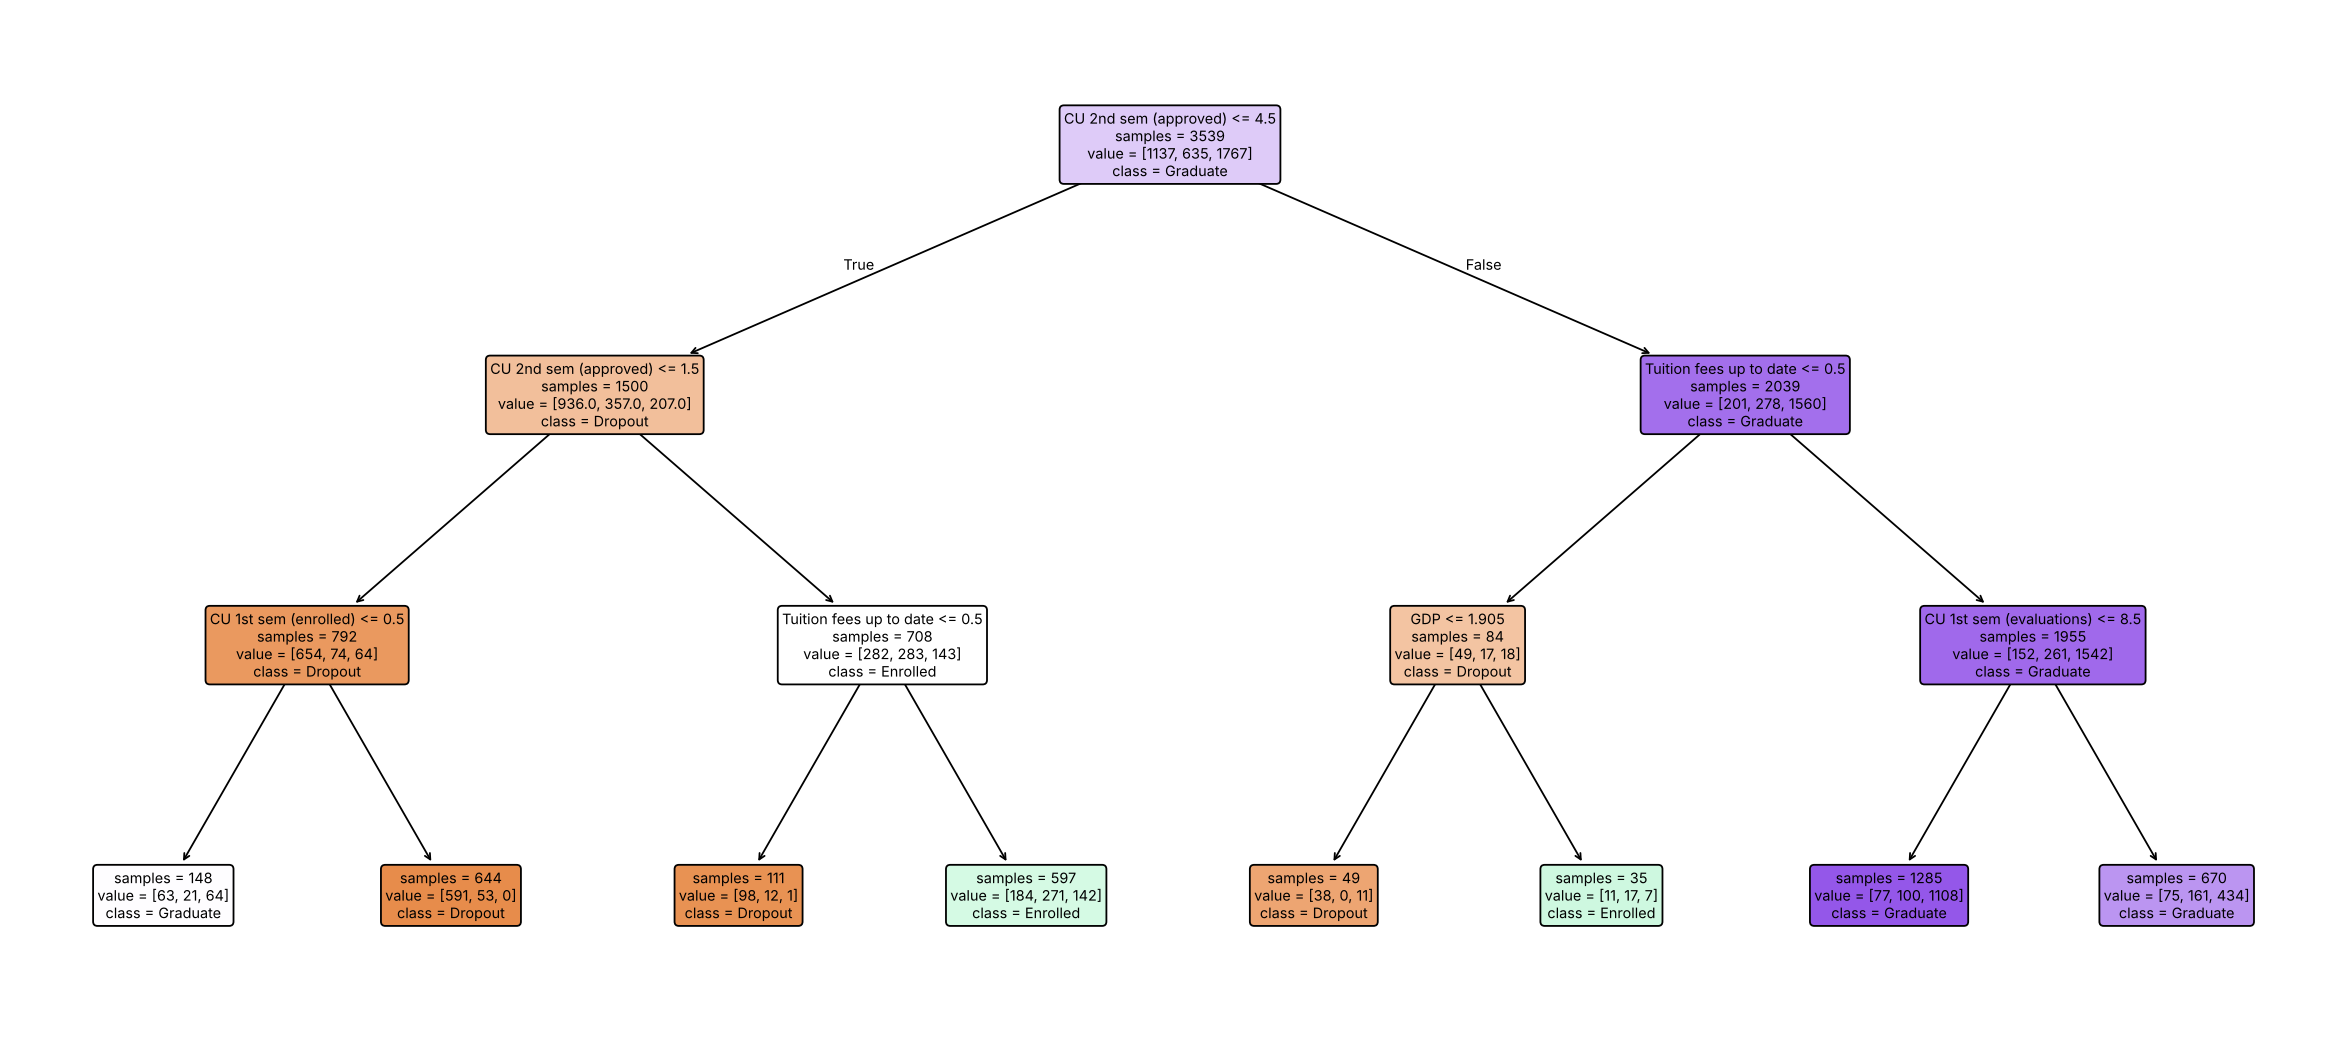 CU 2nd sem (approved) <= 4.5
samples = 3539
value = [1137, 635, 1767]
class = Graduate
True
False
CU 2nd sem (approved) <= 1.5
samples = 1500
value = [936.0, 357.0, 207.0]
class = Dropout
Tuition fees up to date <= 0.5
samples = 2039
value = [201, 278, 1560]
class = Graduate
CU 1st sem (enrolled) <= 0.5
samples = 792
value = [654, 74, 64]
class = Dropout
Tuition fees up to date <= 0.5
samples = 708
value = [282, 283, 143]
class = Enrolled
GDP <= 1.905
samples = 84
value = [49, 17, 18]
class = Dropout
CU 1st sem (evaluations) <= 8.5
samples = 1955
value = [152, 261, 1542]
class = Graduate
samples = 148
value = [63, 21, 64]
class = Graduate
samples = 644
value = [591, 53, 0]
class = Dropout
samples = 111
value = [98, 12, 1]
class = Dropout
samples = 597
value = [184, 271, 142]
class = Enrolled
samples = 49
value = [38, 0, 11]
class = Dropout
samples = 35
value = [11, 17, 7]
class = Enrolled
samples = 1285
value = [77, 100, 1108]
class = Graduate
samples = 670
value = [75, 161, 434]
class = Graduate